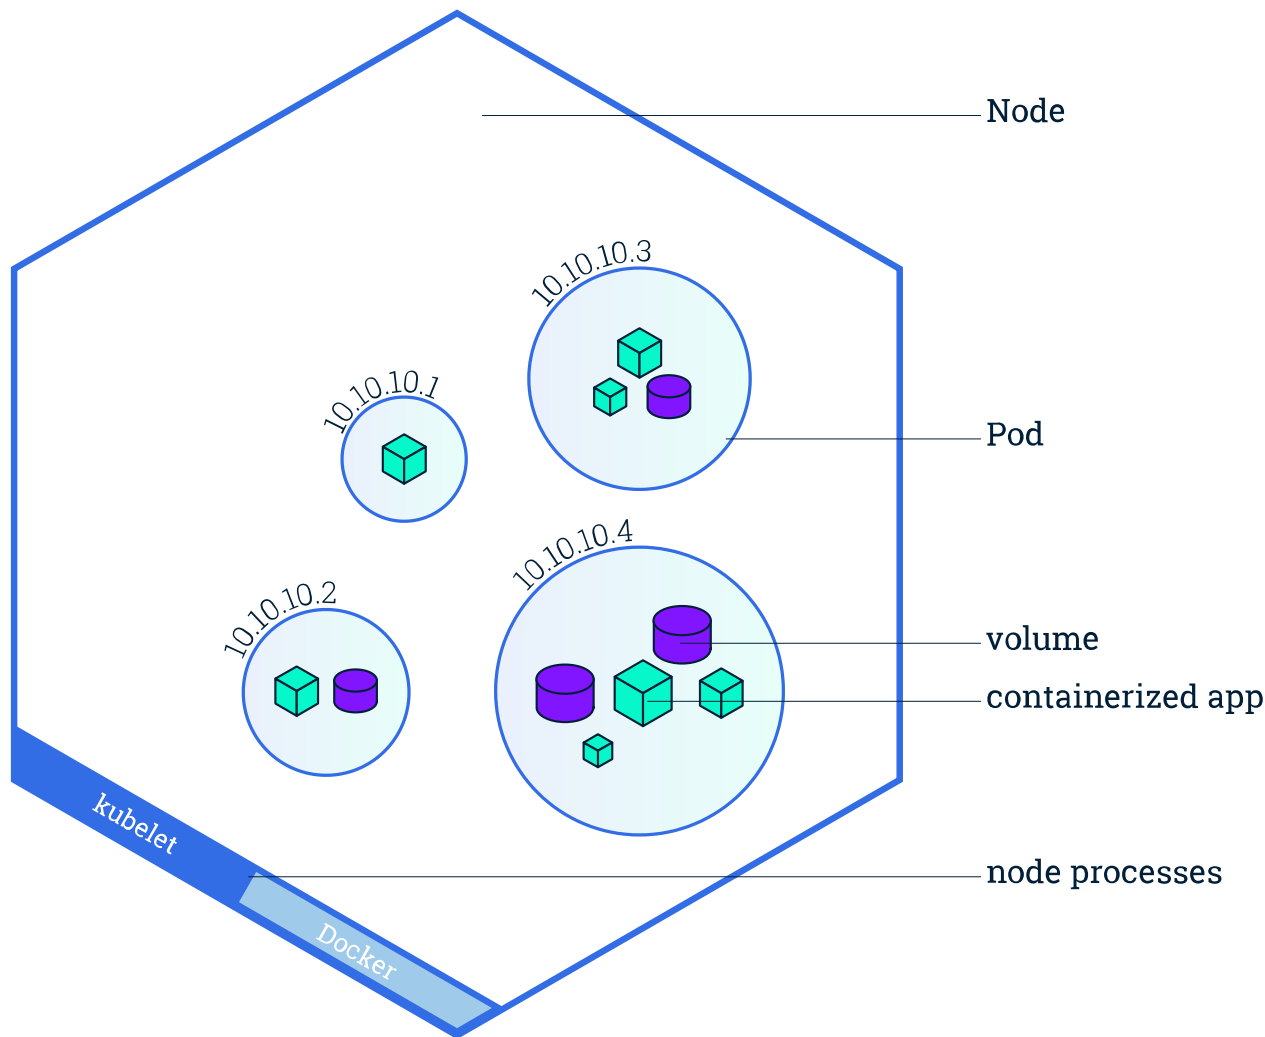 Node
10.10.10.3
10.10.10.1
Pod
10.10.10.4
10.10.10.2
volume
containerized app
kubelet
node processes
Docker